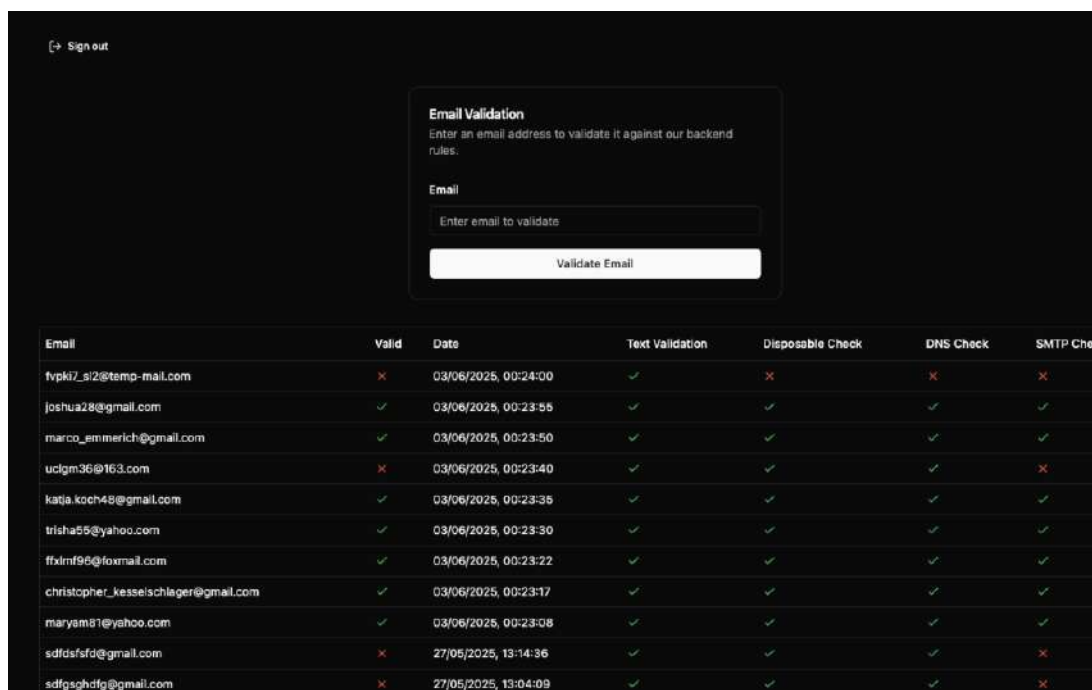 Sign out
Email Validation
Enter an email address to validate it against our backend
rules.
Email
Enter email to validate
Validate Email
Email Valid Date Text Validation Disposable Check DNS Check SMTP Che
fvpki7_sl2@temp-mail.com 03/06/2025, 00:24:00
joshua28@gmail.com 03/06/2025, 00:23:55
marco_emmerich@gmail.com 03/06/2025, 00:23:50
uclgm36@163.com 03/06/2025, 00:23:40
katja.koch48@gmail.com 03/06/2025, 00:23:35
trisha55@yahoo.com 03/06/2025, 00:23:30
ffxlrnf96@foxmail.com 03/06/2025, 00:23:22
christopher_kesselschlager@gmail.com 03/06/2025, 00:23:17
maryam81@yahoo.com 03/06/2025, 00:23:08
sdfdsfsfd@gmail.com 27/05/2025, 13:14:36
sdfgsghdfg@gmail.com 27/05/2025, 13:04:09